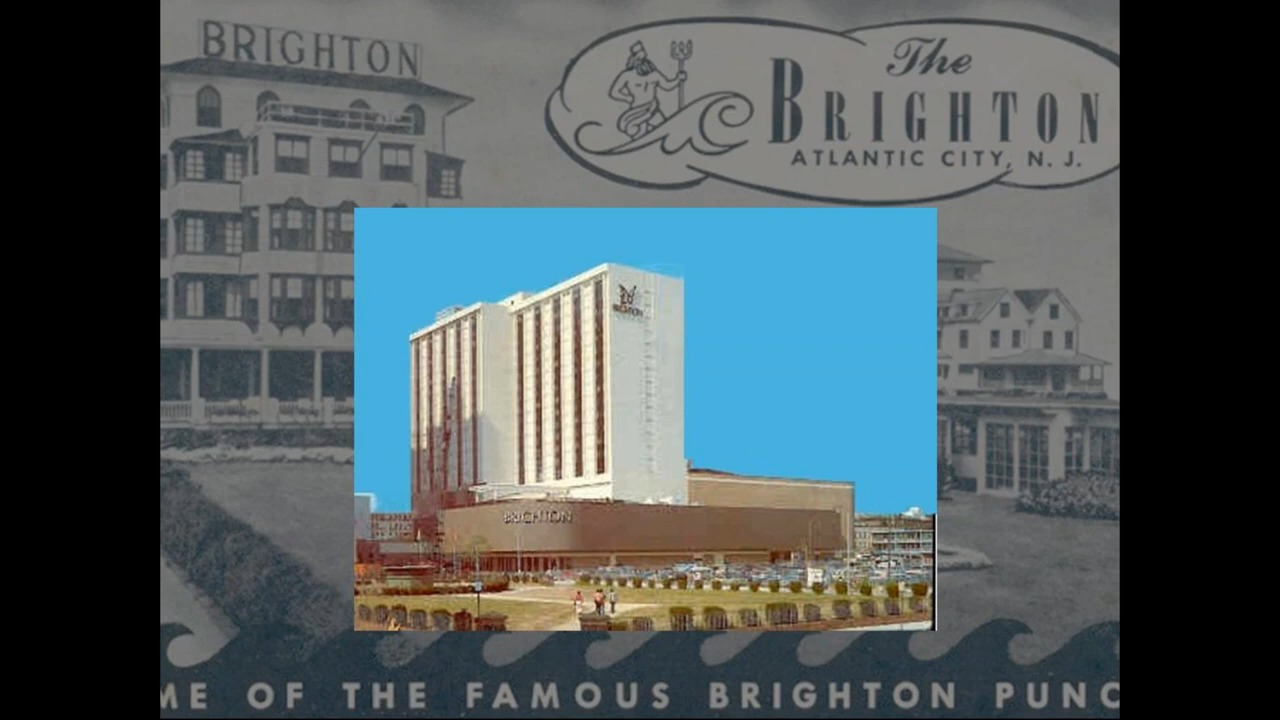 BRIGHTON
The
BRIGHTON
ATLANTIC CITY, N. J.
BRIGHTON
BRIGHTON
ME OF THE FAMOUS BRIGHTON PUNC